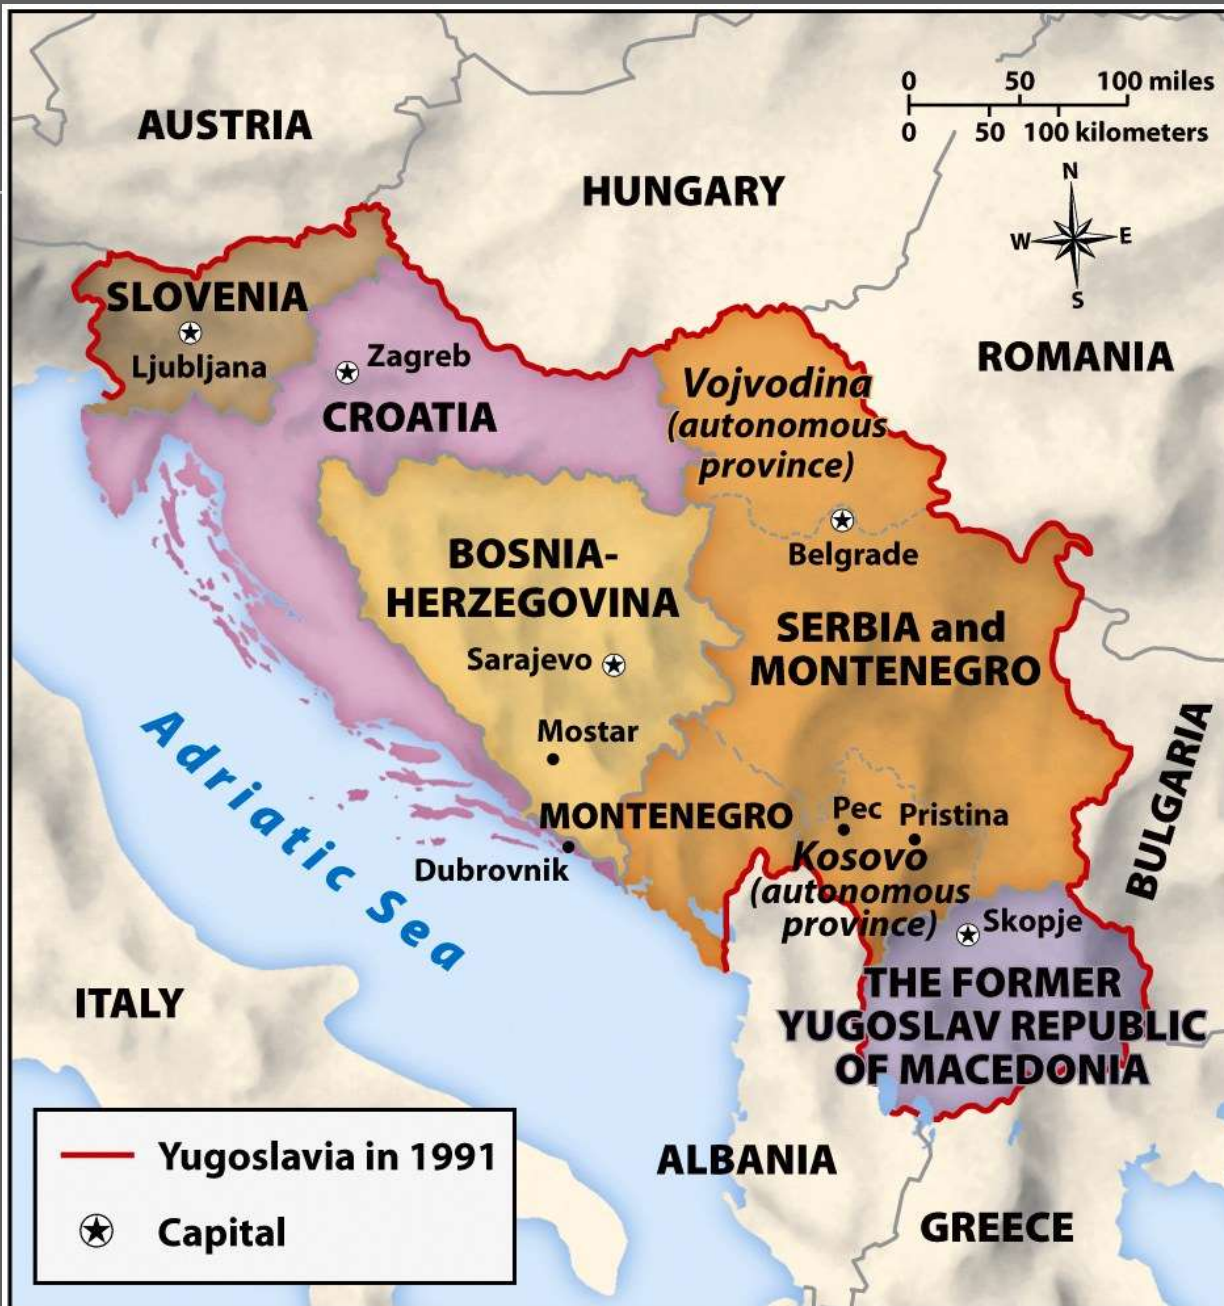 0 50 100 miles
0 50 100 kilometers
AUSTRIA
HUNGARY
N
W E
S
ROMANIA
SLOVENIA
Ljubljana
Zagreb
CROATIA
Vojvodina
(autonomous
province)
Belgrade
BOSNIA-
HERZEGOVINA
Sarajevo
SERBIA and
MONTENEGRO
Mostar
MONTENEGRO
Pec
Pristina
Kosovo
(autonomous
province)
Dubrovnik
Adriatic Sea
BULGARIA
Skopje
THE FORMER
YUGOSLAV REPUBLIC
OF MACEDONIA
ITALY
ALBANIA
GREECE
Yugoslavia in 1991
Capital